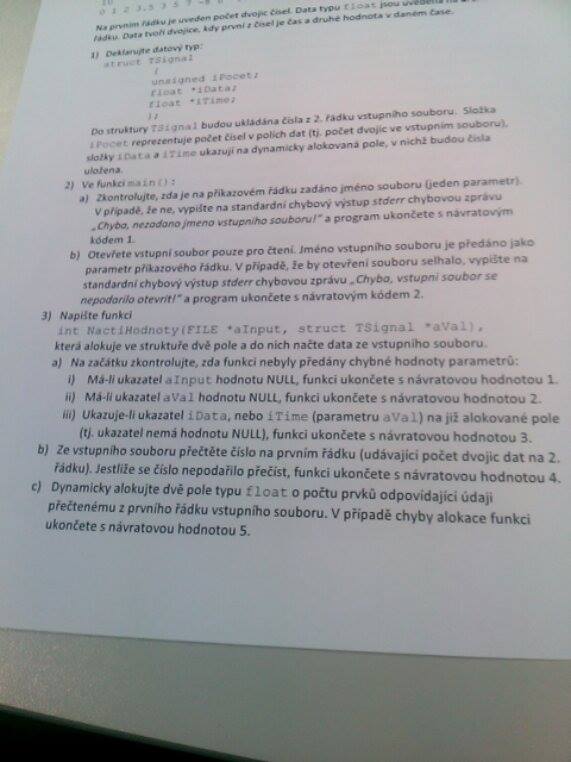 10
0 1 2 3.5 3 5 7 -8 6
Na prvním řádku je uveden počet dvojic čísel. Data typu float jsou uvedena na
řádku. Data tvoří dvojice, kdy první z čísel je čas a druhé hodnota v daném čase.
1) Deklarujte datový typ:
struct TSignal
{
unsigned iPocet;
float *iData;
float *iTime;
};
Do struktury TSignal budou ukládána čísla z 2. řádku vstupního souboru. Složka
iPocet reprezentuje počet čísel v polích dat (tj. počet dvojic ve vstupním souboru),
složky iData a iTime ukazují na dynamicky alokovaná pole, v nichž budou čísla
uložena.
2) Ve funkci main():
a) Zkontrolujte, zda je na příkazovém řádku zadáno jméno souboru (jeden parametr).
V případě, že ne, vypište na standardní chybový výstup stderr chybovou zprávu
„Chyba, nezadano jmeno vstupniho souboru!“ a program ukončete s návratovým
kódem 1.
b) Otevřete vstupní soubor pouze pro čtení. Jméno vstupního souboru je předáno jako
parametr příkazového řádku. V případě, že by otevření souboru selhalo, vypište na
standardní chybový výstup stderr chybovou zprávu „Chyba, vstupni soubor se
nepodarilo otevrit!“ a program ukončete s návratovým kódem 2.
3) Napište funkci
int NactiHodnoty(FILE *aInput, struct TSignal *aVal),
která alokuje ve struktuře dvě pole a do nich načte data ze vstupního souboru.
a) Na začátku zkontrolujte, zda funkci nebyly předány chybné hodnoty parametrů:
i) Má-li ukazatel aInput hodnotu NULL, funkci ukončete s návratovou hodnotou 1.
ii) Má-li ukazatel aVal hodnotu NULL, funkci ukončete s návratovou hodnotou 2.
iii) Ukazuje-li ukazatel iData, nebo iTime (parametru aVal) na již alokované pole
(tj. ukazatel nemá hodnotu NULL), funkci ukončete s návratovou hodnotou 3.
b) Ze vstupního souboru přečtěte číslo na prvním řádku (udávající počet dvojic dat na 2.
řádku). Jestliže se číslo nepodařilo přečíst, funkci ukončete s návratovou hodnotou 4.
c) Dynamicky alokujte dvě pole typu float o počtu prvků odpovídající údaji
přečtenému z prvního řádku vstupního souboru. V případě chyby alokace funkci
ukončete s návratovou hodnotou 5.